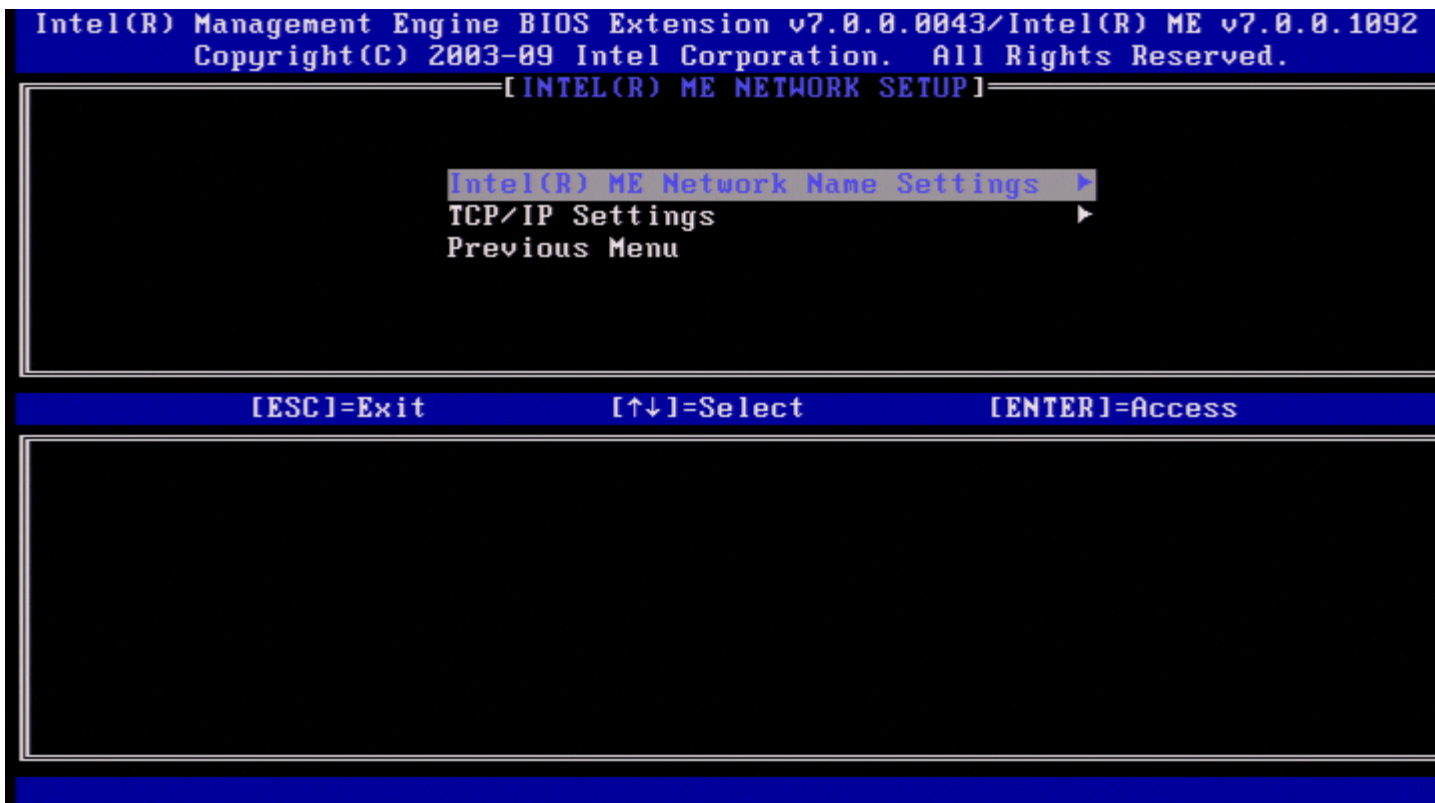 Intel(R) Management Engine BIOS Extension v7.0.0.0043/Intel(R) ME v7.0.0.1092
Copyright(C) 2003-09 Intel Corporation.  All Rights Reserved.
[INTEL(R) ME NETWORK SETUP]
Intel(R) ME Network Name Settings ►
TCP/IP Settings ►
Previous Menu
[ESC]=Exit [↑↓]=Select [ENTER]=Access